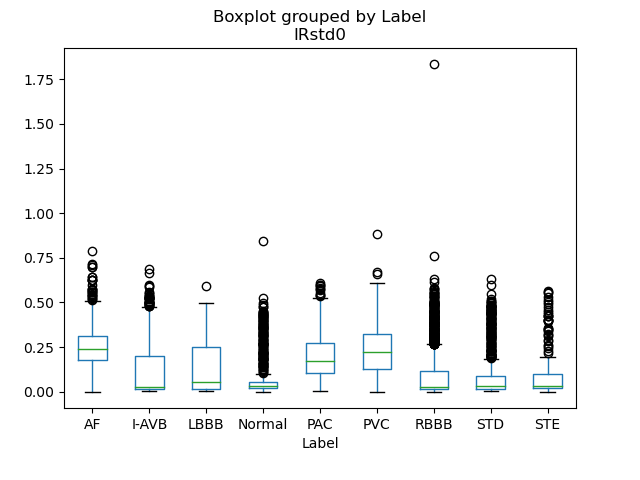 Boxplot grouped by Label
IRstd0
1.75
1.50
1.25
1.00
0.75
0.50
0.25
0.00
AF I-AVB LBBB Normal PAC PVC RBBB STD STE
Label